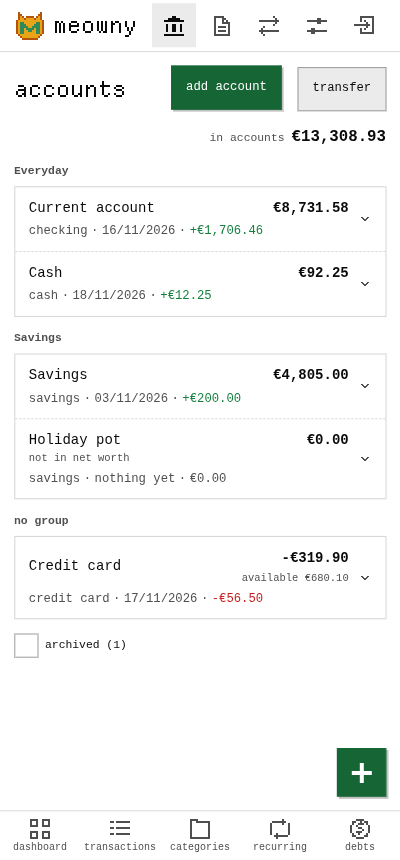 meowny
accounts
add account
transfer
in accounts €13,308.93
Everyday
Current account €8,731.58
checking · 16/11/2026 · +€1,706.46
Cash €92.25
cash · 18/11/2026 · +€12.25
Savings
Savings €4,805.00
savings · 03/11/2026 · +€200.00
Holiday pot €0.00
not in net worth
savings · nothing yet · €0.00
no group
Credit card -€319.90
available €680.10
credit card · 17/11/2026 · -€56.50
archived (1)
+
dashboard transactions categories recurring debts